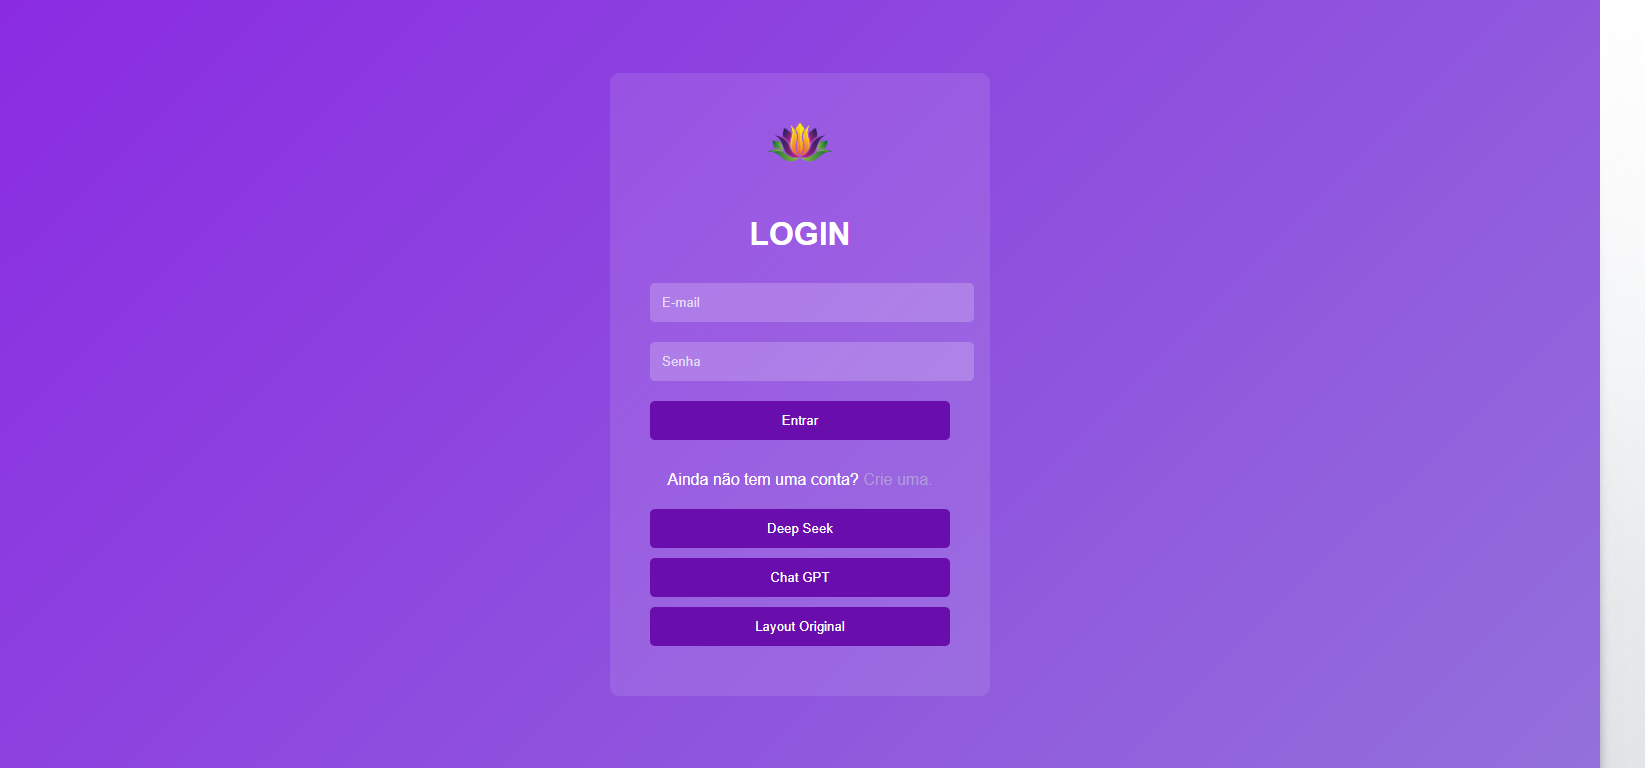 LOGIN
E-mail
Senha
Entrar
Ainda não tem uma conta? Crie uma.
Deep Seek
Chat GPT
Layout Original